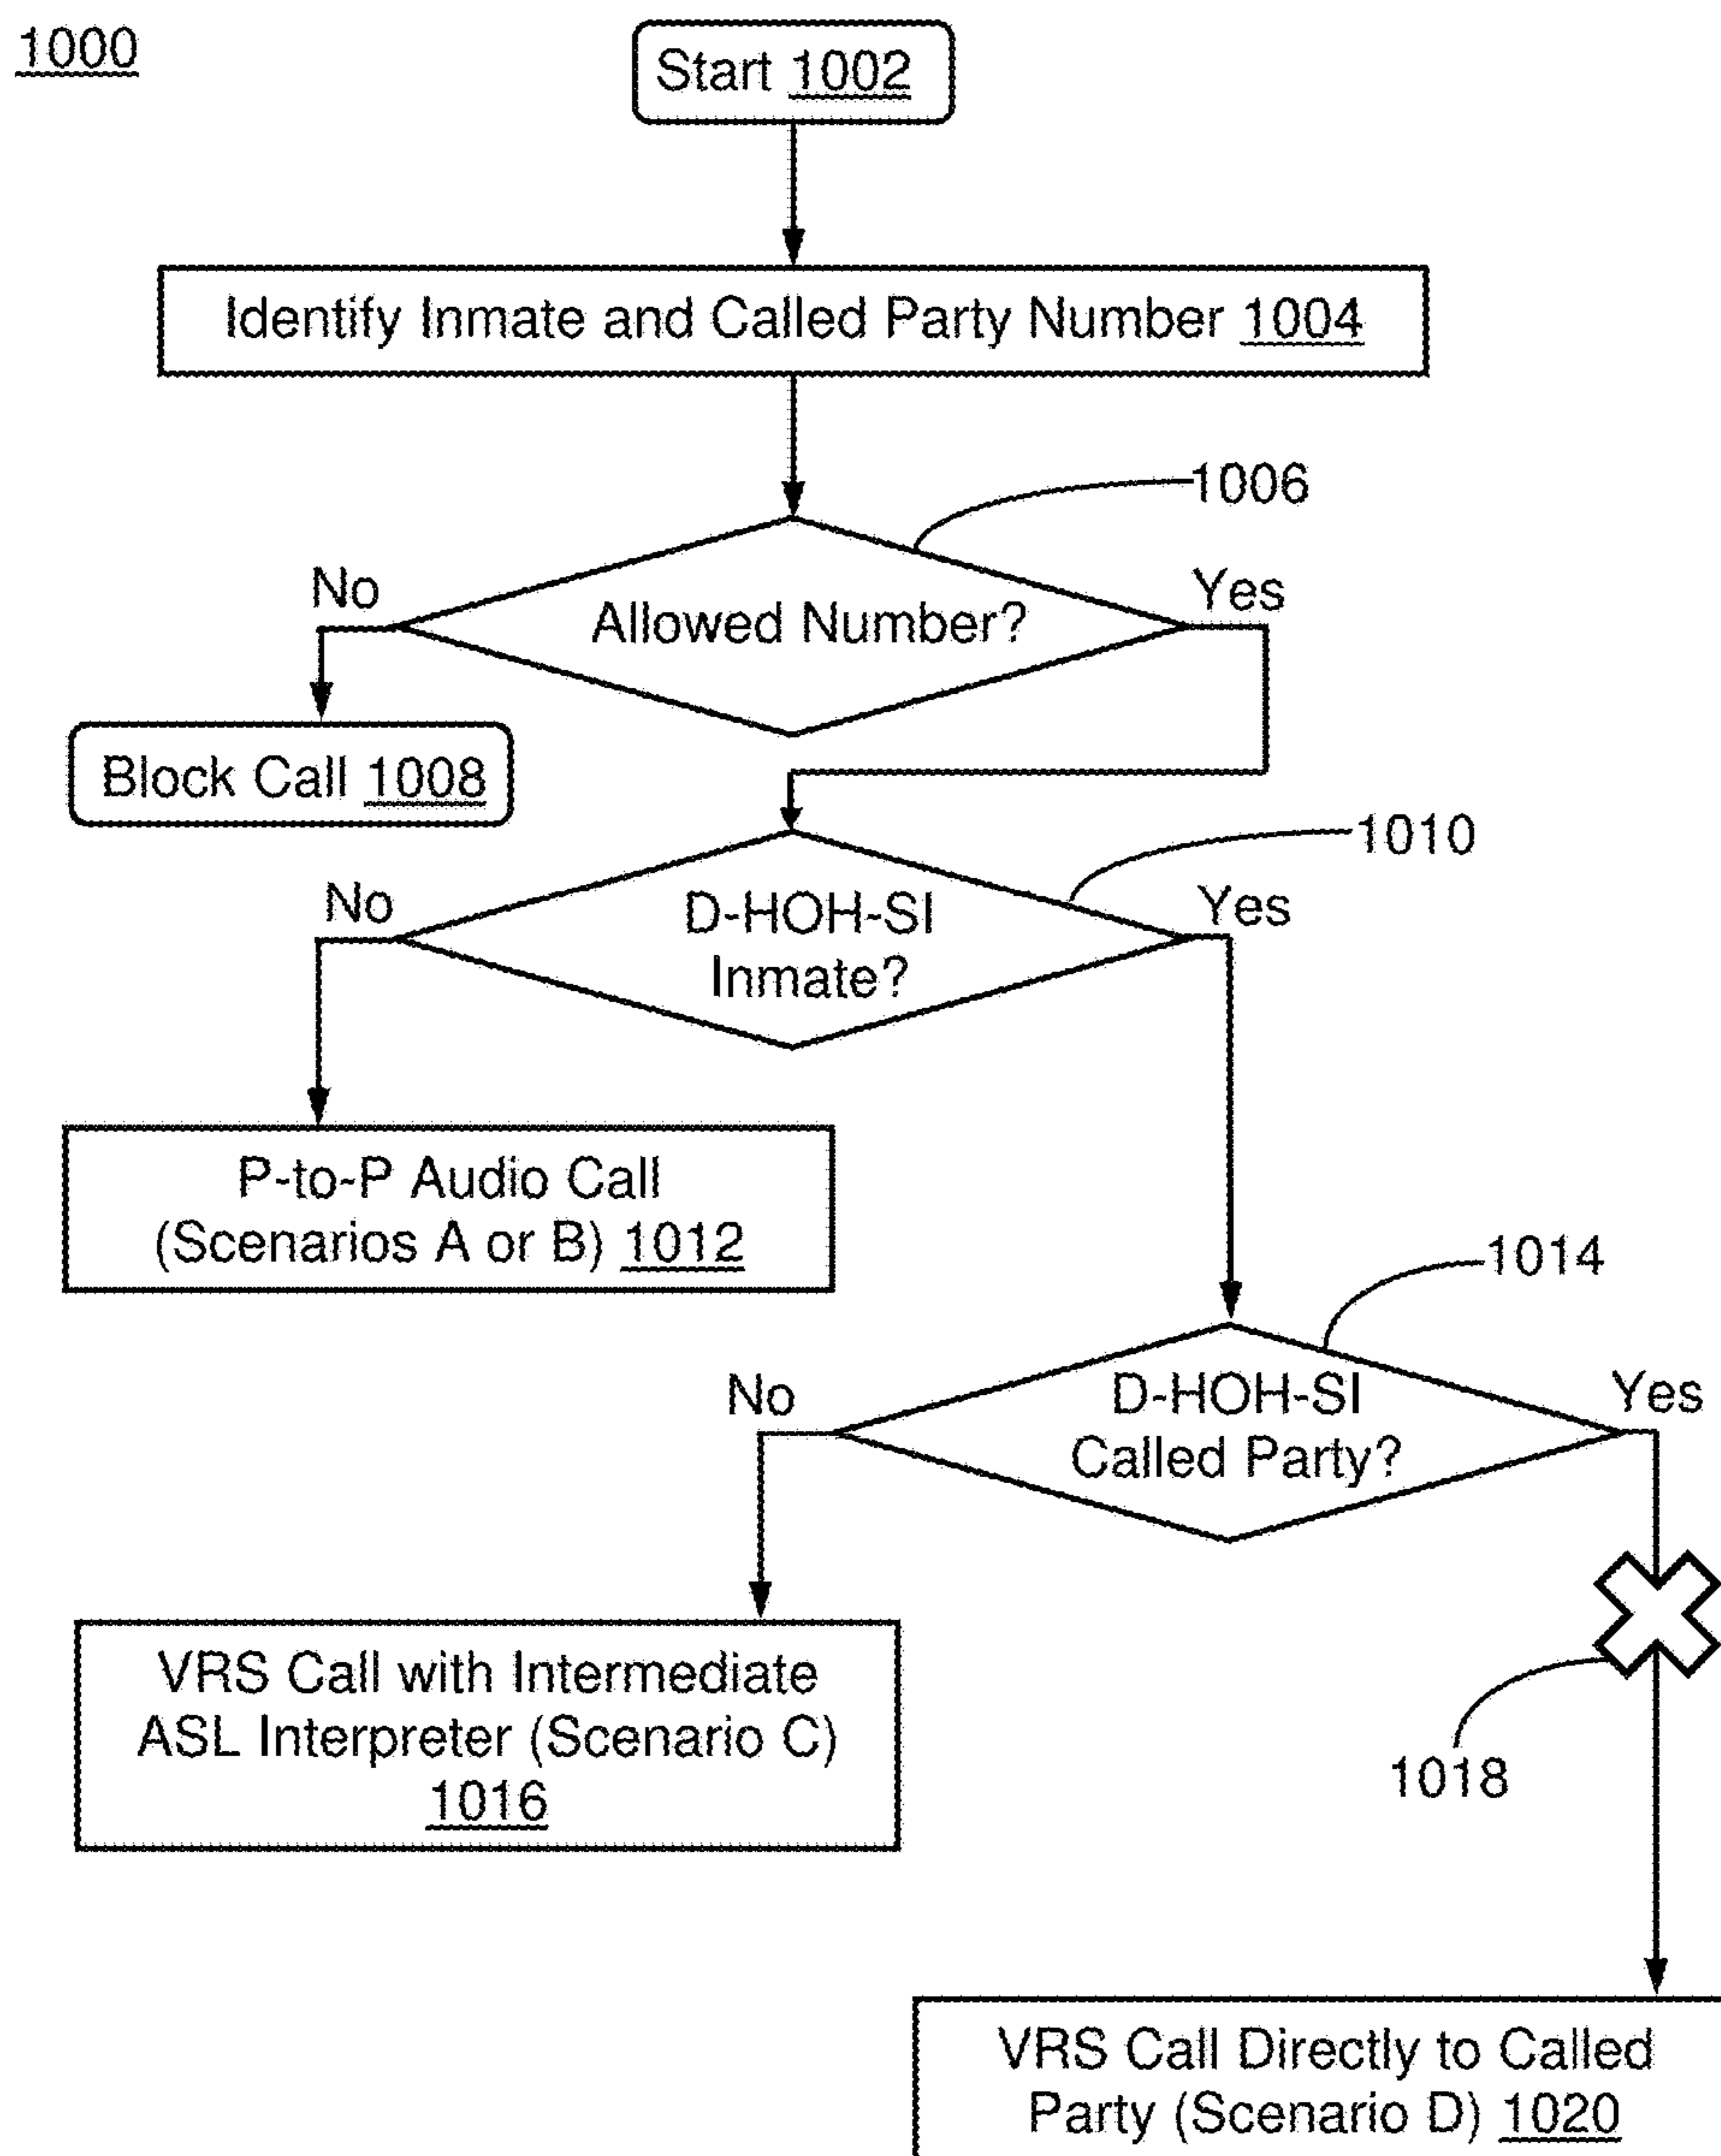 1000
Start 1002
Identify Inmate and Called Party Number 1004
1006
No
Yes
Allowed Number?
Block Call 1008
1010
No
Yes
D-HOH-SI
Inmate?
P-to-P Audio Call
(Scenarios A or B) 1012
1014
No
Yes
D-HOH-SI
Called Party?
VRS Call with Intermediate
ASL Interpreter (Scenario C)
1016
1018
VRS Call Directly to Called
Party (Scenario D) 1020